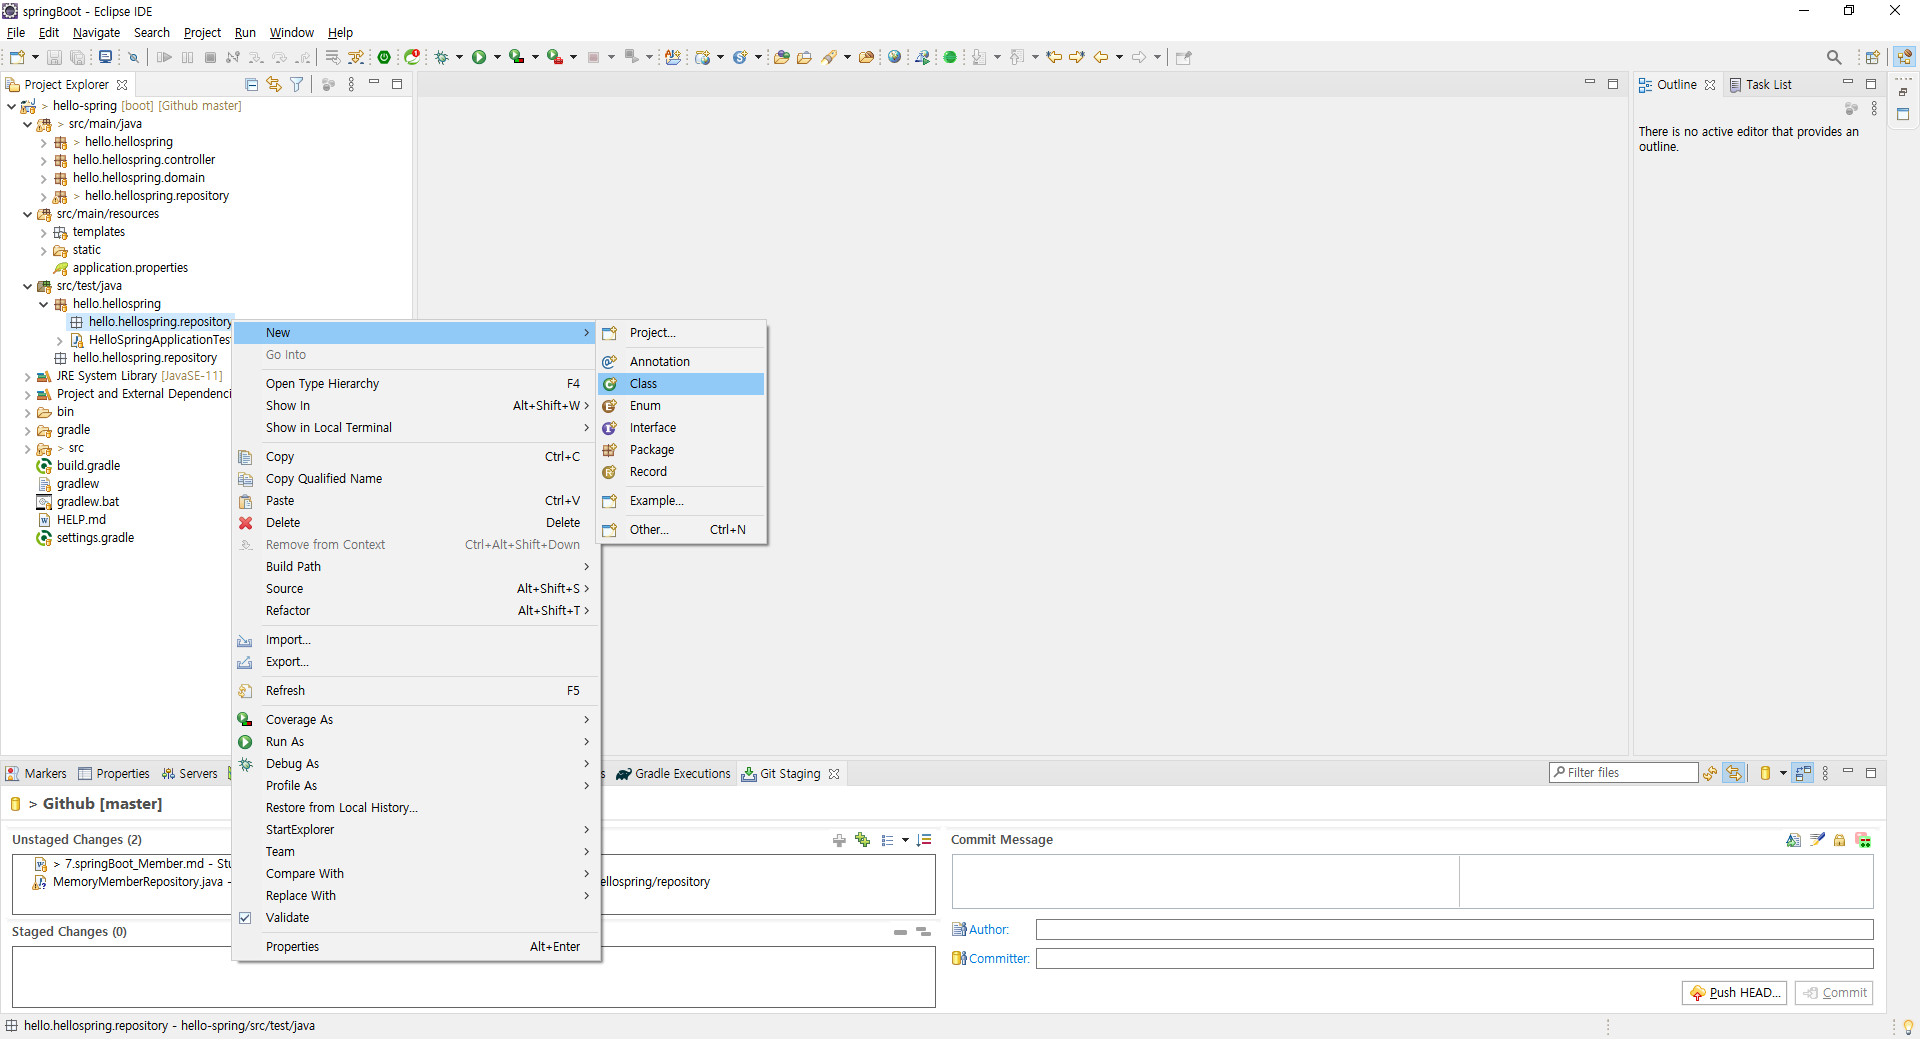 springBoot - Eclipse IDE
File Edit Navigate Search Project Run Window Help
Project Explorer
> hello-spring [boot] [Github master]
> src/main/java
> hello.hellospring
hello.hellospring.controller
hello.hellospring.domain
> hello.hellospring.repository
src/main/resources
templates
static
application.properties
src/test/java
hello.hellospring
hello.hellospring.repository
HelloSpringApplicationTes
hello.hellospring.repository
JRE System Library [JavaSE-11]
Project and External Dependenci
bin
gradle
> src
build.gradle
gradlew
gradlew.bat
HELP.md
settings.gradle
New
Go Into
Open Type Hierarchy F4
Show In Alt+Shift+W
Show in Local Terminal
Copy Ctrl+C
Copy Qualified Name
Paste Ctrl+V
Delete Delete
Remove from Context Ctrl+Alt+Shift+Down
Build Path
Source Alt+Shift+S
Refactor Alt+Shift+T
Import...
Export...
Refresh F5
Coverage As
Run As
Debug As
Profile As
Restore from Local History...
StartExplorer
Team
Compare With
Replace With
Validate
Properties Alt+Enter
Project...
Annotation
Class
Enum
Interface
Package
Record
Example...
Other... Ctrl+N
Outline Task List
There is no active editor that provides an
outline.
Markers Properties Servers
s Gradle Executions Git Staging
Filter files
> Github [master]
Unstaged Changes (2)
> 7.springBoot_Member.md - Stu
MemoryMemberRepository.java -
ellospring/repository
Staged Changes (0)
Commit Message
Author:
Committer:
Push HEAD... Commit
hello.hellospring.repository - hello-spring/src/test/java